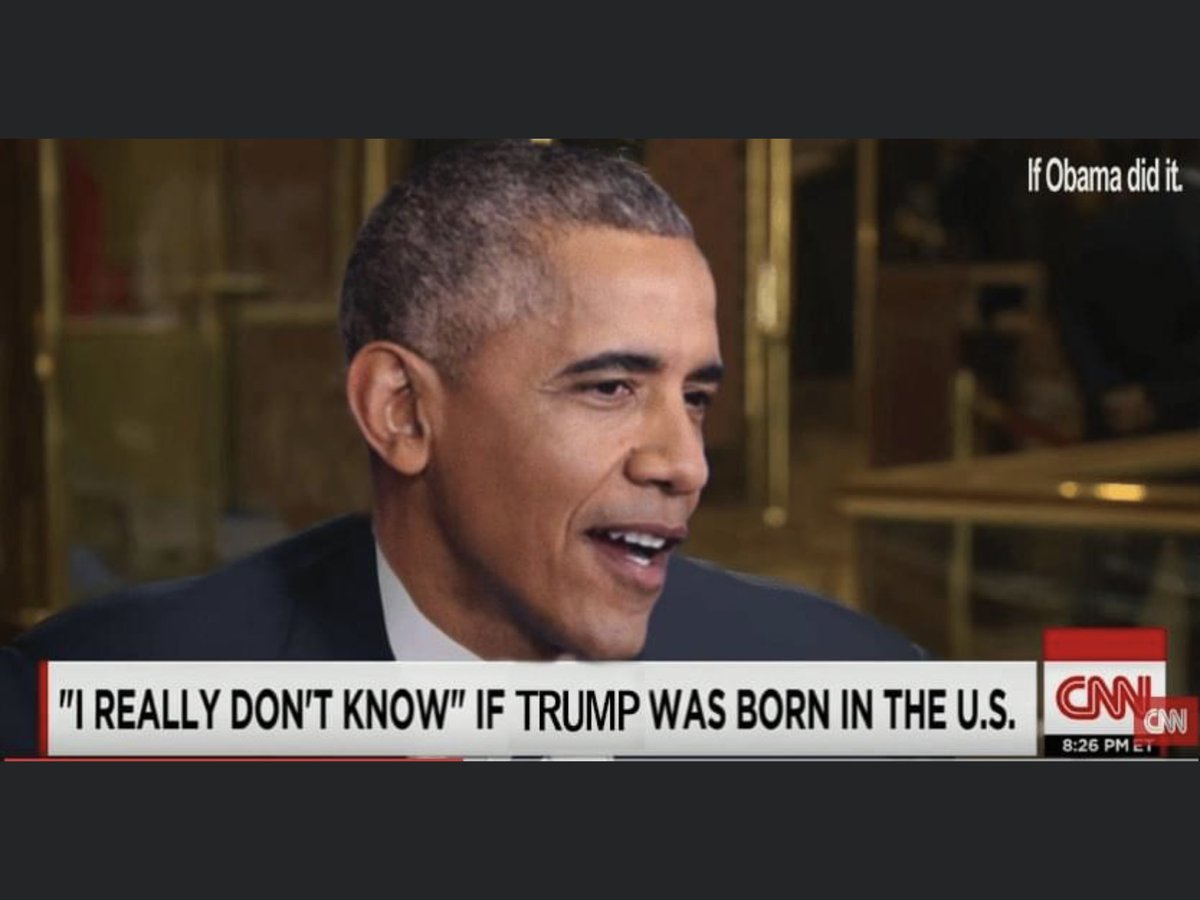 If Obama did it.
"I REALLY DON'T KNOW" IF TRUMP WAS BORN IN THE U.S.
CNN
CNN
8:26 PM ET